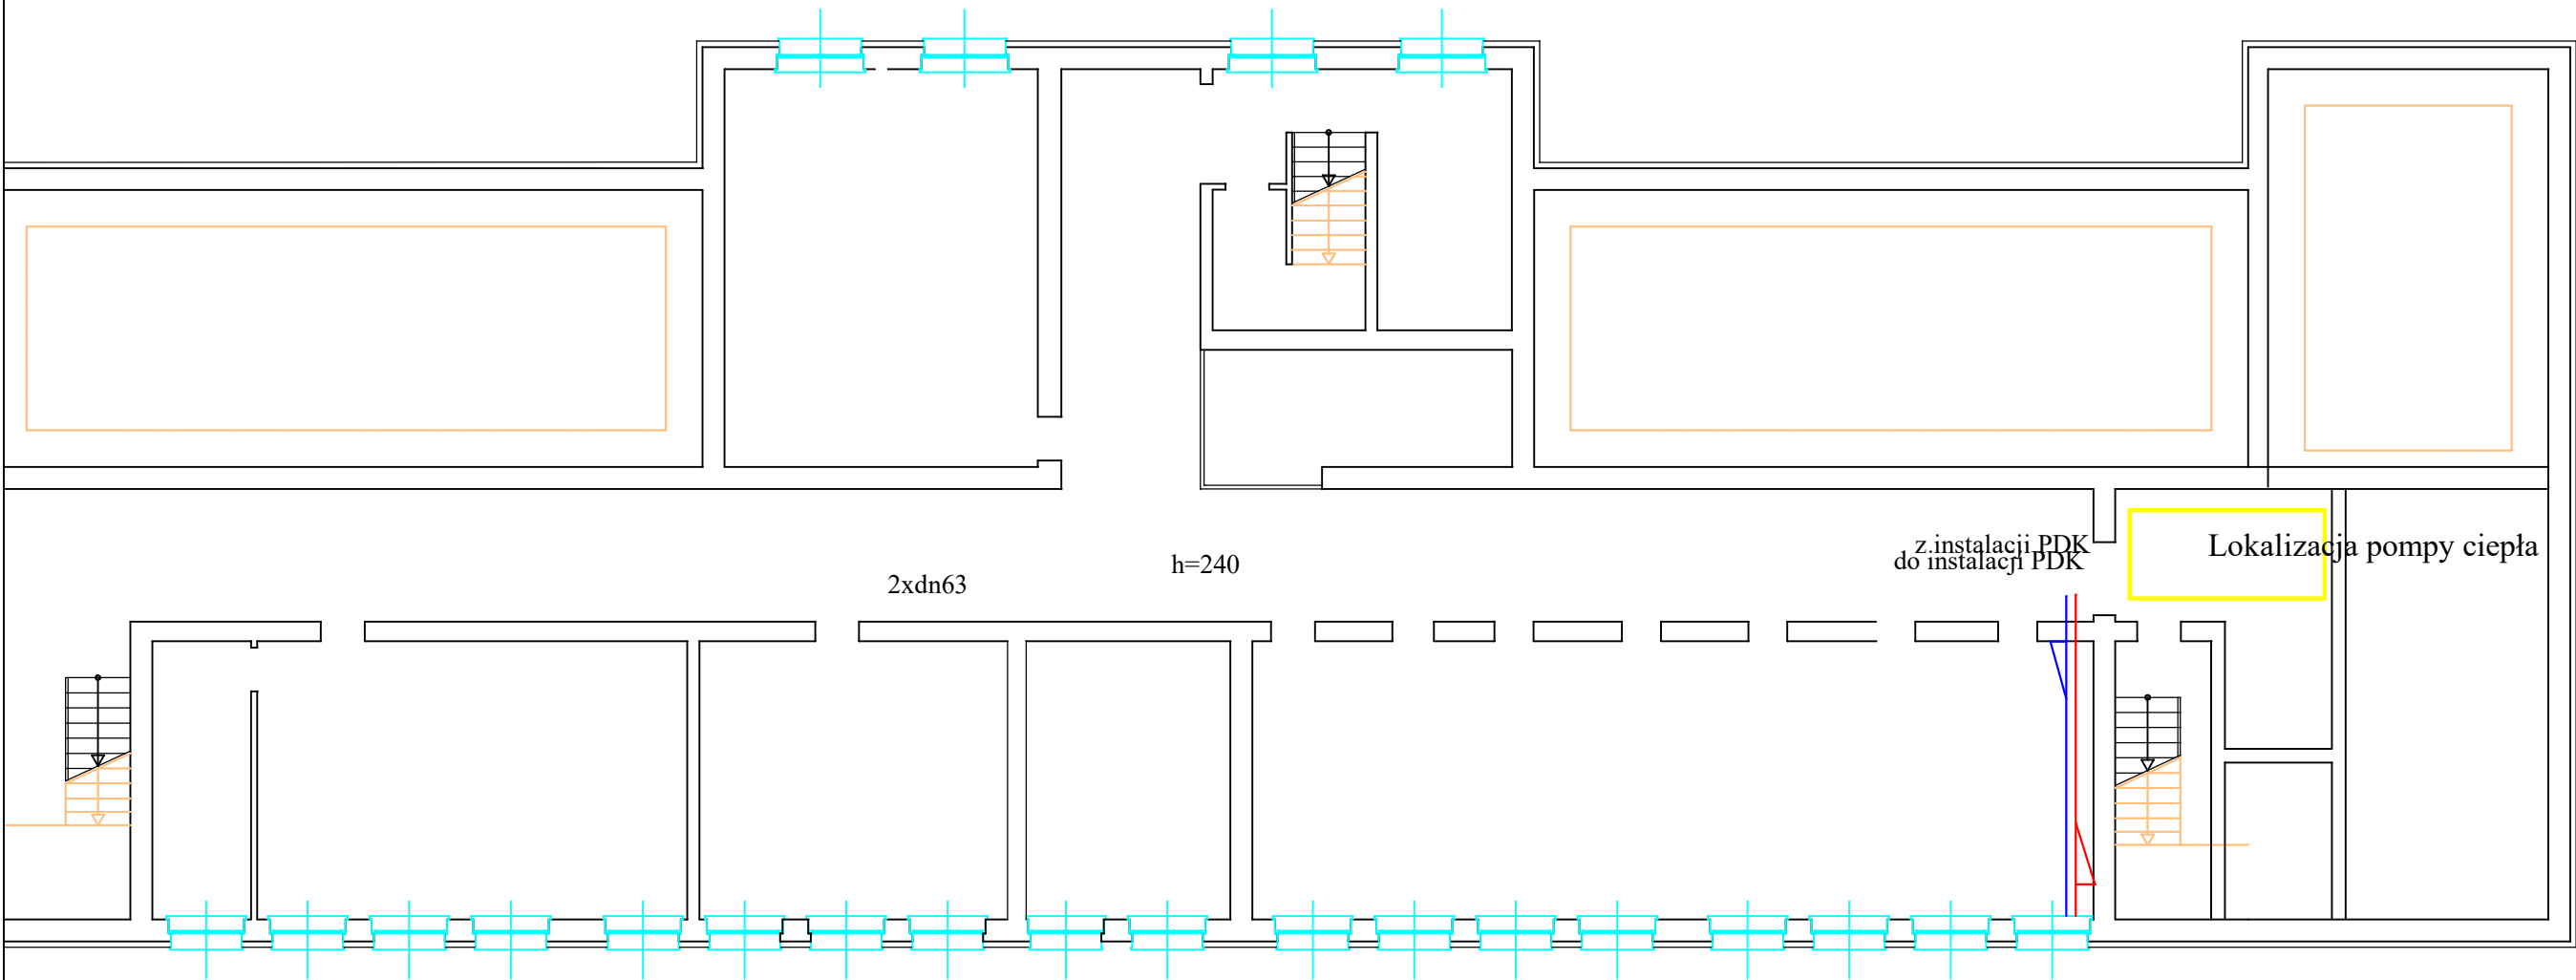 z.instalacji PDK
Lokalizacja pompy ciepła
do instalacji PDK
h=240
2xdn63